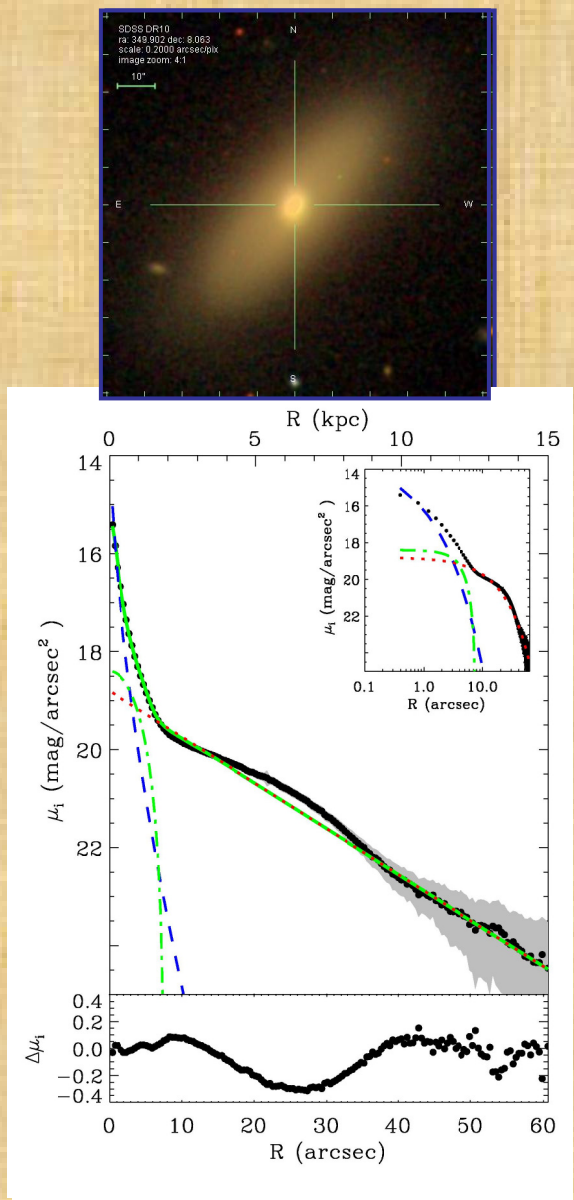 SDSS DR10
ra: 349.902 dec: 8.063
scale: 0.2000 arcsec/pix
image zoom: 4:1
10"
N
E
W
S
R (kpc)
0 5 10 15
14
16
18
20
22
μi (mag/arcsec²)
14
16
18
20
22
μi (mag/arcsec²)
0.1 1.0 10.0
R (arcsec)
0.4
0.2
0.0
−0.2
−0.4
Δμi
0 10 20 30 40 50 60
R (arcsec)